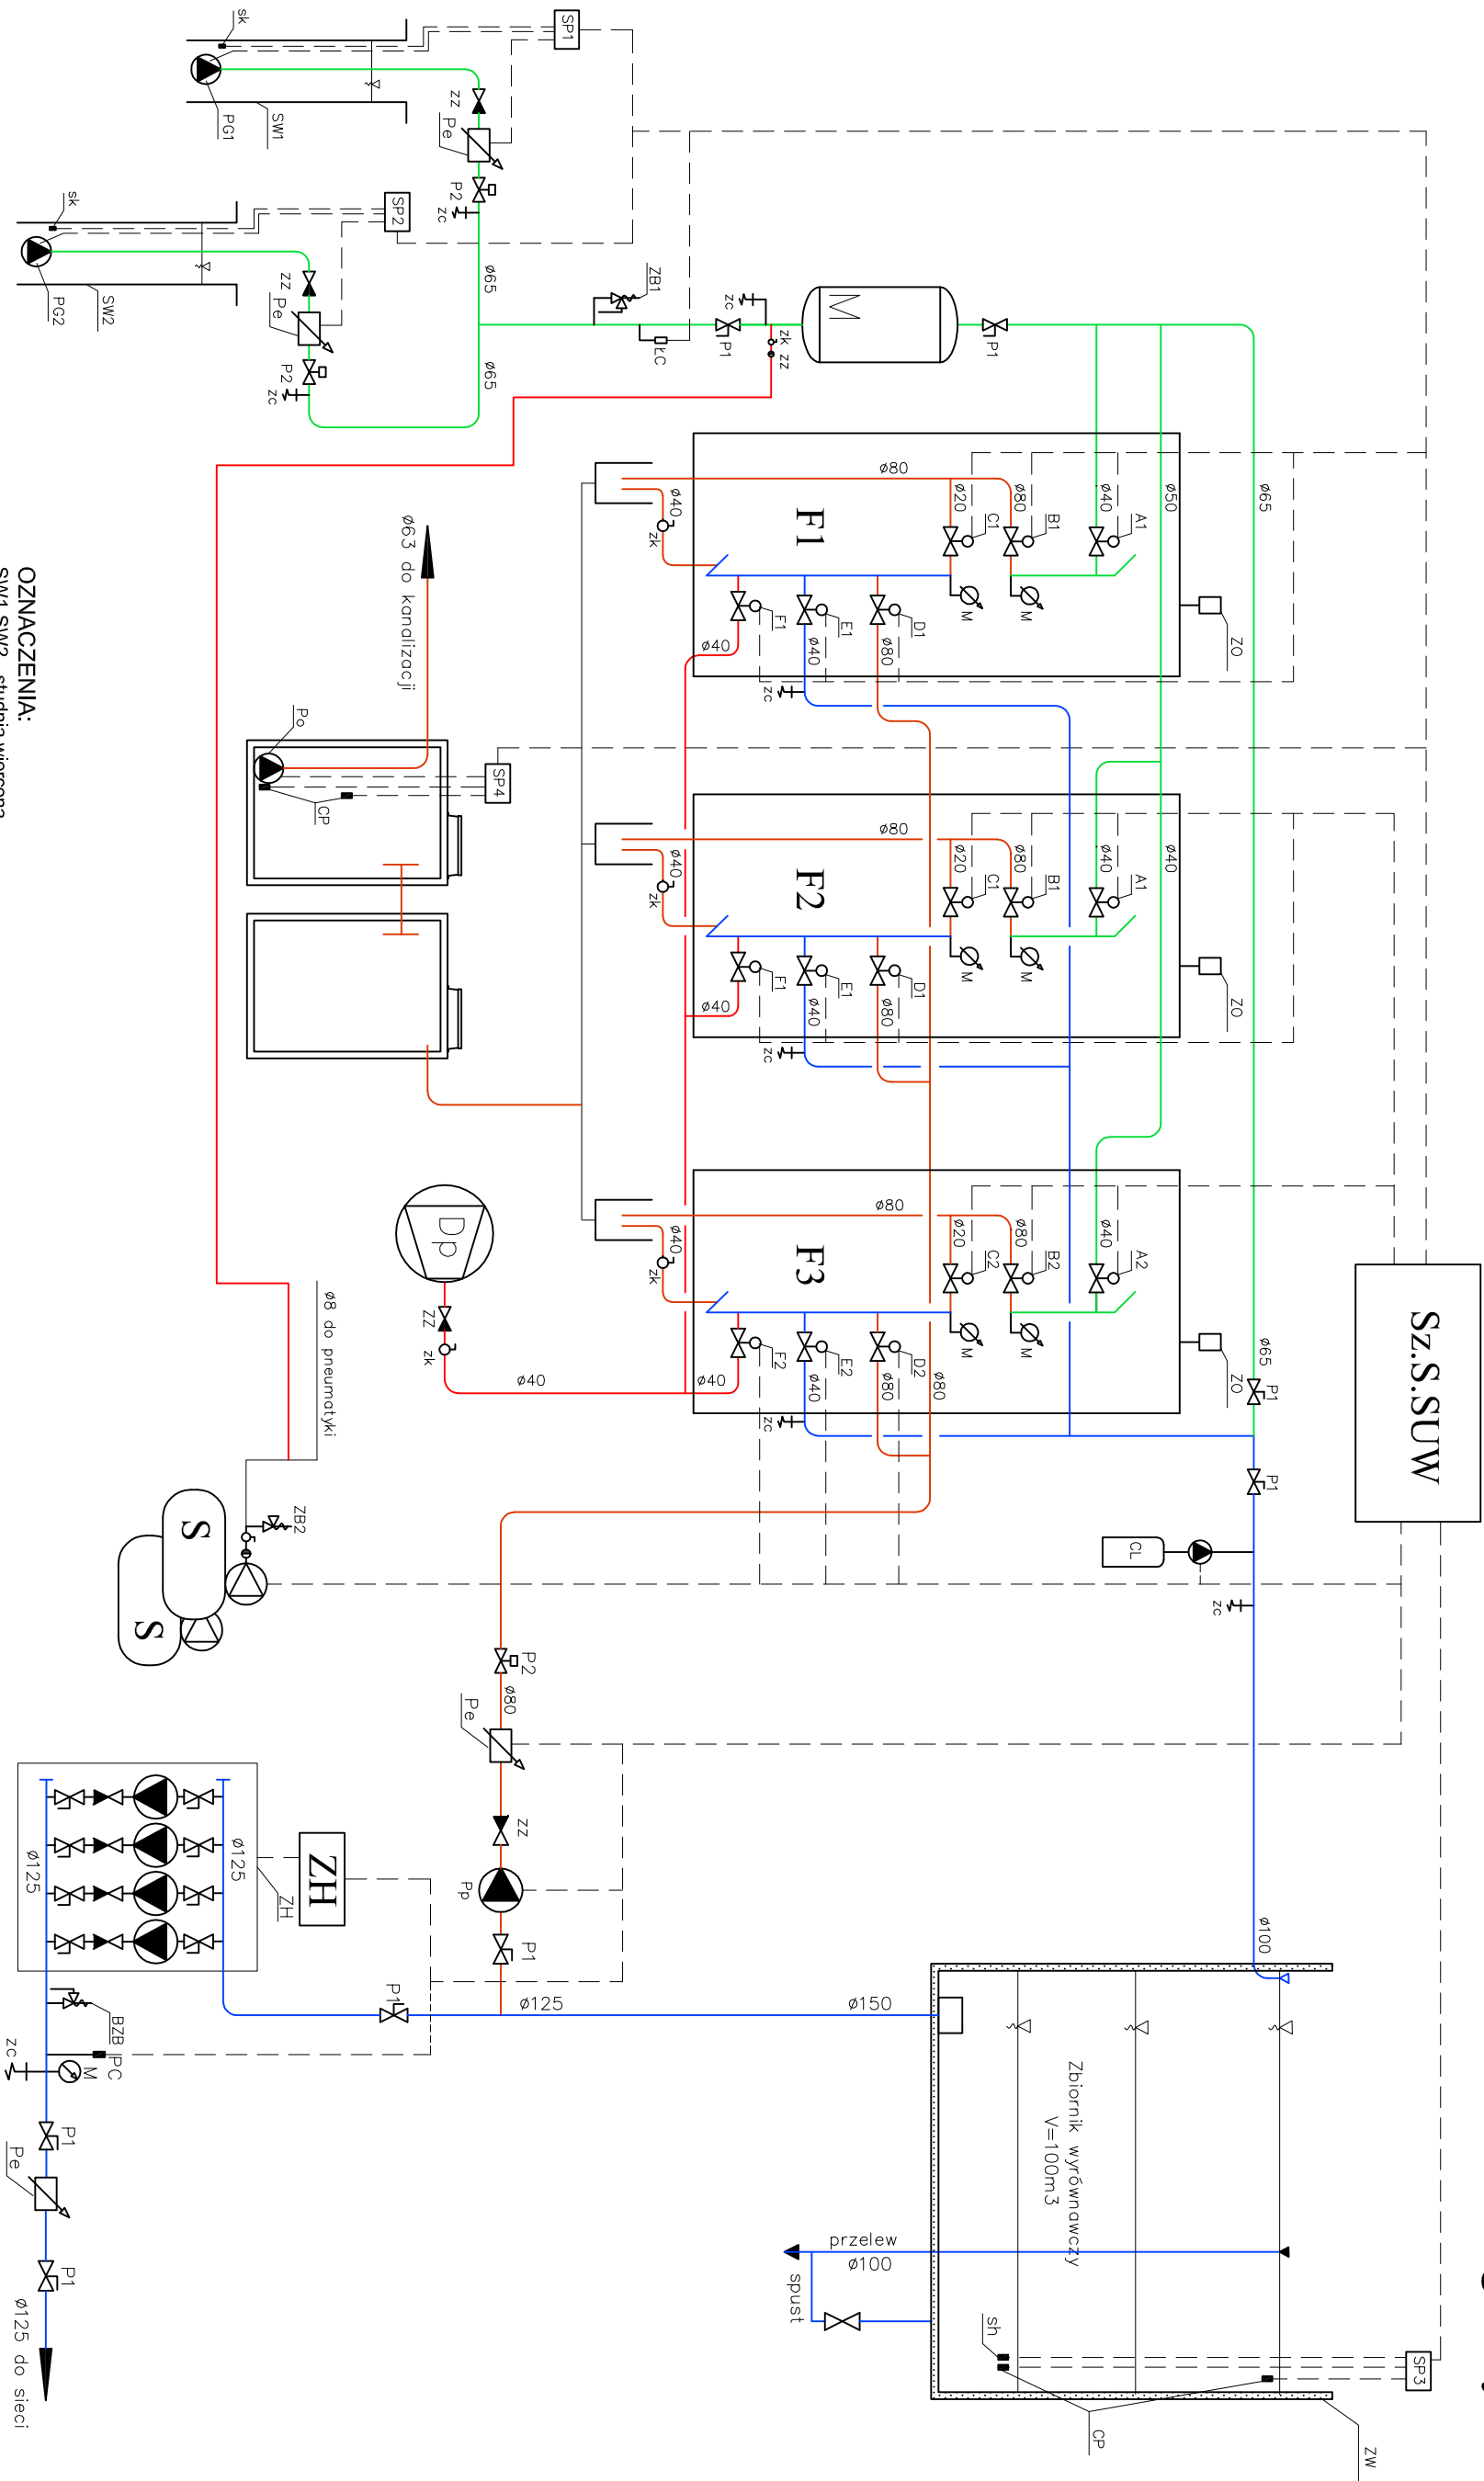 sk
SP1
zz
Pe
PG1
SW1
P2
zc
sk
SP2
ø65
zz
Pe
PG2
SW2
P2
zc
ø65
ZB1
ŁC
zc
P1
zk
zz
M
P1
ø65
ø50
ø80
ø40
zk
F1
ø20
C1
ø80
B1
ø40
A1
M
M
ZO
F1
ø40
E1
ø40
D1
ø80
zc
ø63 do kanalizacji
OZNACZENIA:
Po
CP
SP4
ø80
ø40
zk
F2
ø20
C1
ø80
B1
ø40
A1
ø40
M
M
ZO
F1
ø40
E1
ø40
D1
ø80
zc
Dp
ZZ
zk
ø40
ø80
ø40
zk
F3
ø20
C2
ø80
B2
ø40
A2
M
M
ZO
F2
ø40
E2
ø40
D2
ø80
ø80
zc
Sz.S.SUW
ø65
P1
P1
ø8 do pneumatyki
ZB2
S
S
CL
zc
P2
ø80
Pe
zz
Pp
P1
ZH
ZH
ø125
ø125
P1
ø125
ø150
ø100
BZB
PC
M
zc
P1
Pe
P1
ø125 do sieci
Zbiornik wyrównawczy
V=100m3
przelew
ø100
spust
sh
SP3
CP
ZW